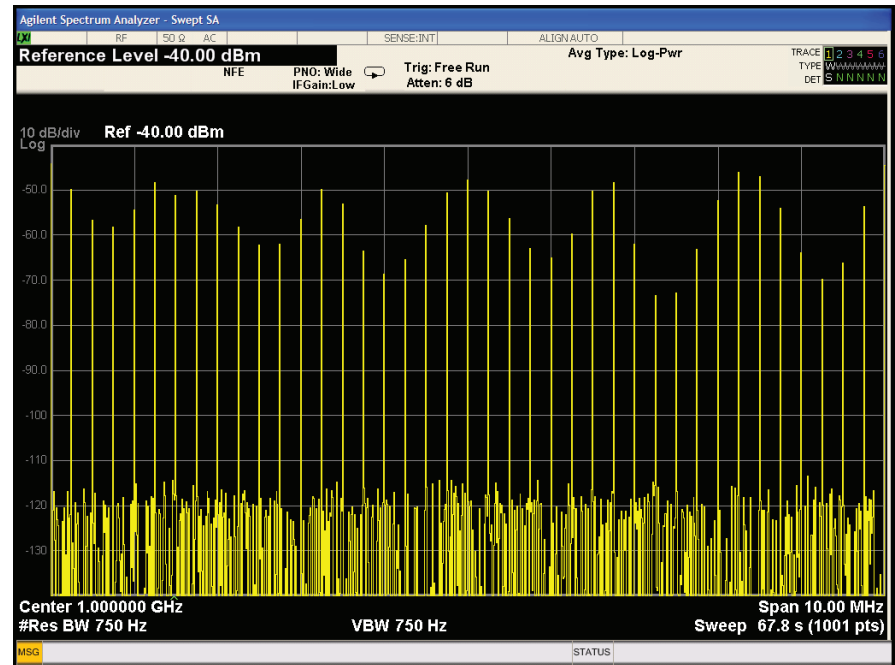 Agilent Spectrum Analyzer - Swept SA
LXI RF 50 Ω AC SENSE:INT ALIGN AUTO
Reference Level -40.00 dBm
NFE
PNO: Wide
IFGain:Low
Trig: Free Run
Atten: 6 dB
Avg Type: Log-Pwr
TRACE 1 2 3 4 5 6
TYPE WWWWWW
DET S N N N N N
10 dB/div Ref -40.00 dBm
Log
-50.0
-60.0
-70.0
-80.0
-90.0
-100
-110
-120
-130
Center 1.000000 GHz Span 10.00 MHz
#Res BW 750 Hz VBW 750 Hz Sweep 67.8 s (1001 pts)
MSG STATUS